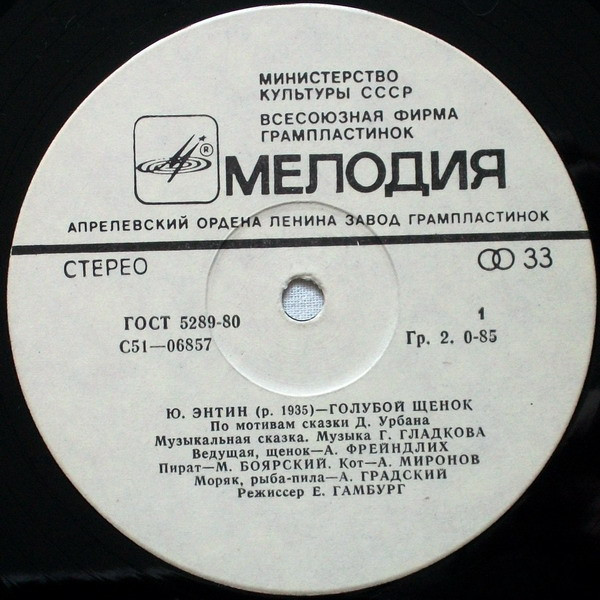 МИНИСТЕРСТВО
КУЛЬТУРЫ СССР
ВСЕСОЮЗНАЯ ФИРМА
ГРАМПЛАСТИНОК
®
МЕЛОДИЯ
АПРЕЛЕВСКИЙ ОРДЕНА ЛЕНИНА ЗАВОД ГРАМПЛАСТИНОК
СТЕРЕО 33
ГОСТ 5289-80 1
С51—06857 Гр. 2. 0-85
Ю. ЭНТИН (р. 1935)—ГОЛУБОЙ ЩЕНОК
По мотивам сказки Д. Урбана
Музыкальная сказка. Музыка Г. ГЛАДКОВА
Ведущая, щенок—А. ФРЕЙНДЛИХ
Пират—М. БОЯРСКИЙ. Кот—А. МИРОНОВ
Моряк, рыба-пила—А. ГРАДСКИЙ
Режиссер Е. ГАМБУРГ